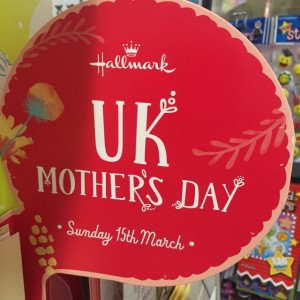 Hallmark
UK
MOTHER'S DAY
• Sunday 15th March •